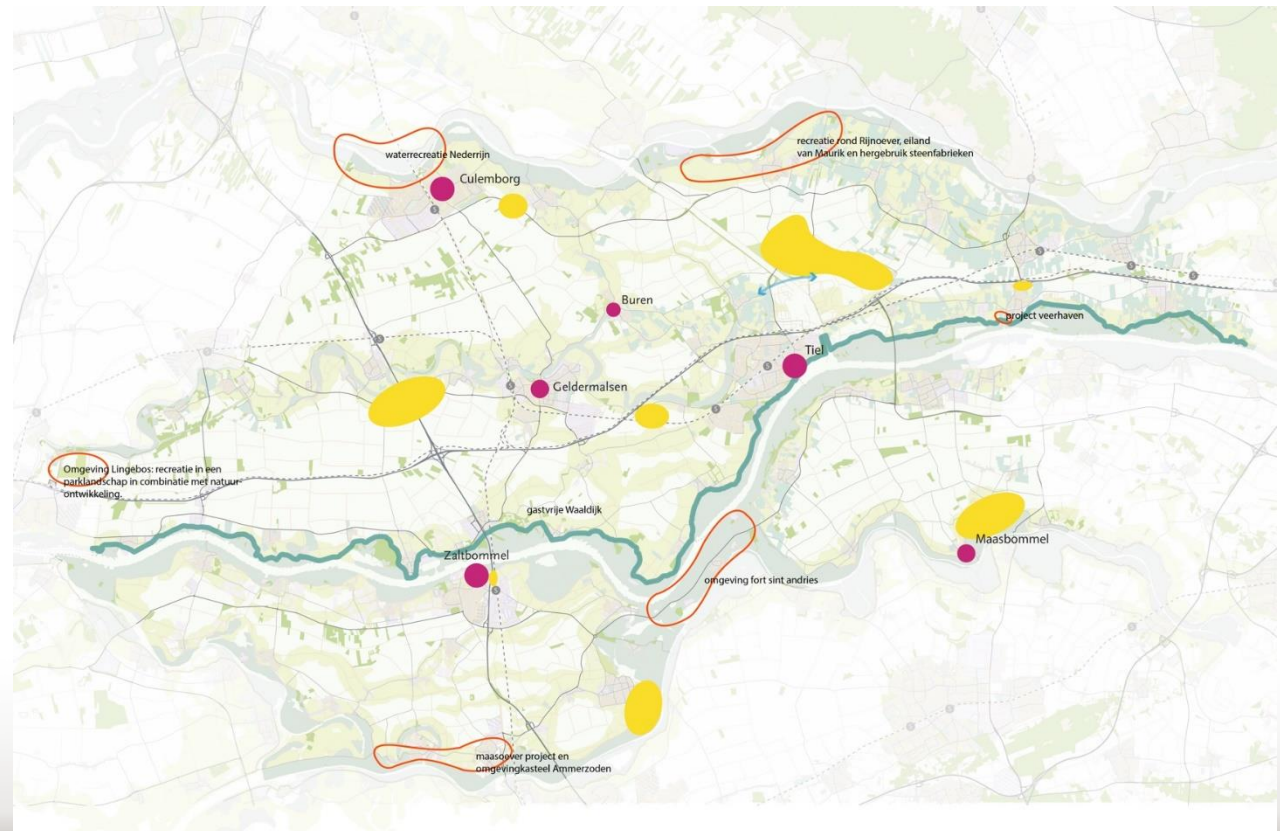 waterrecreatie Nederrijn
Culemborg
recreatie rond Rijnoever, eiland
van Maurik en hergebruik steenfabrieken
Buren
project veerhaven
Tiel
Geldermalsen
Omgeving Lingebos: recreatie in een
parklandschap in combinatie met natuur-
ontwikkeling.
gastvrije Waaldijk
Zaltbommel
Maasbommel
omgeving fort sint andries
maasoever project en
omgevingkasteel Ammerzoden